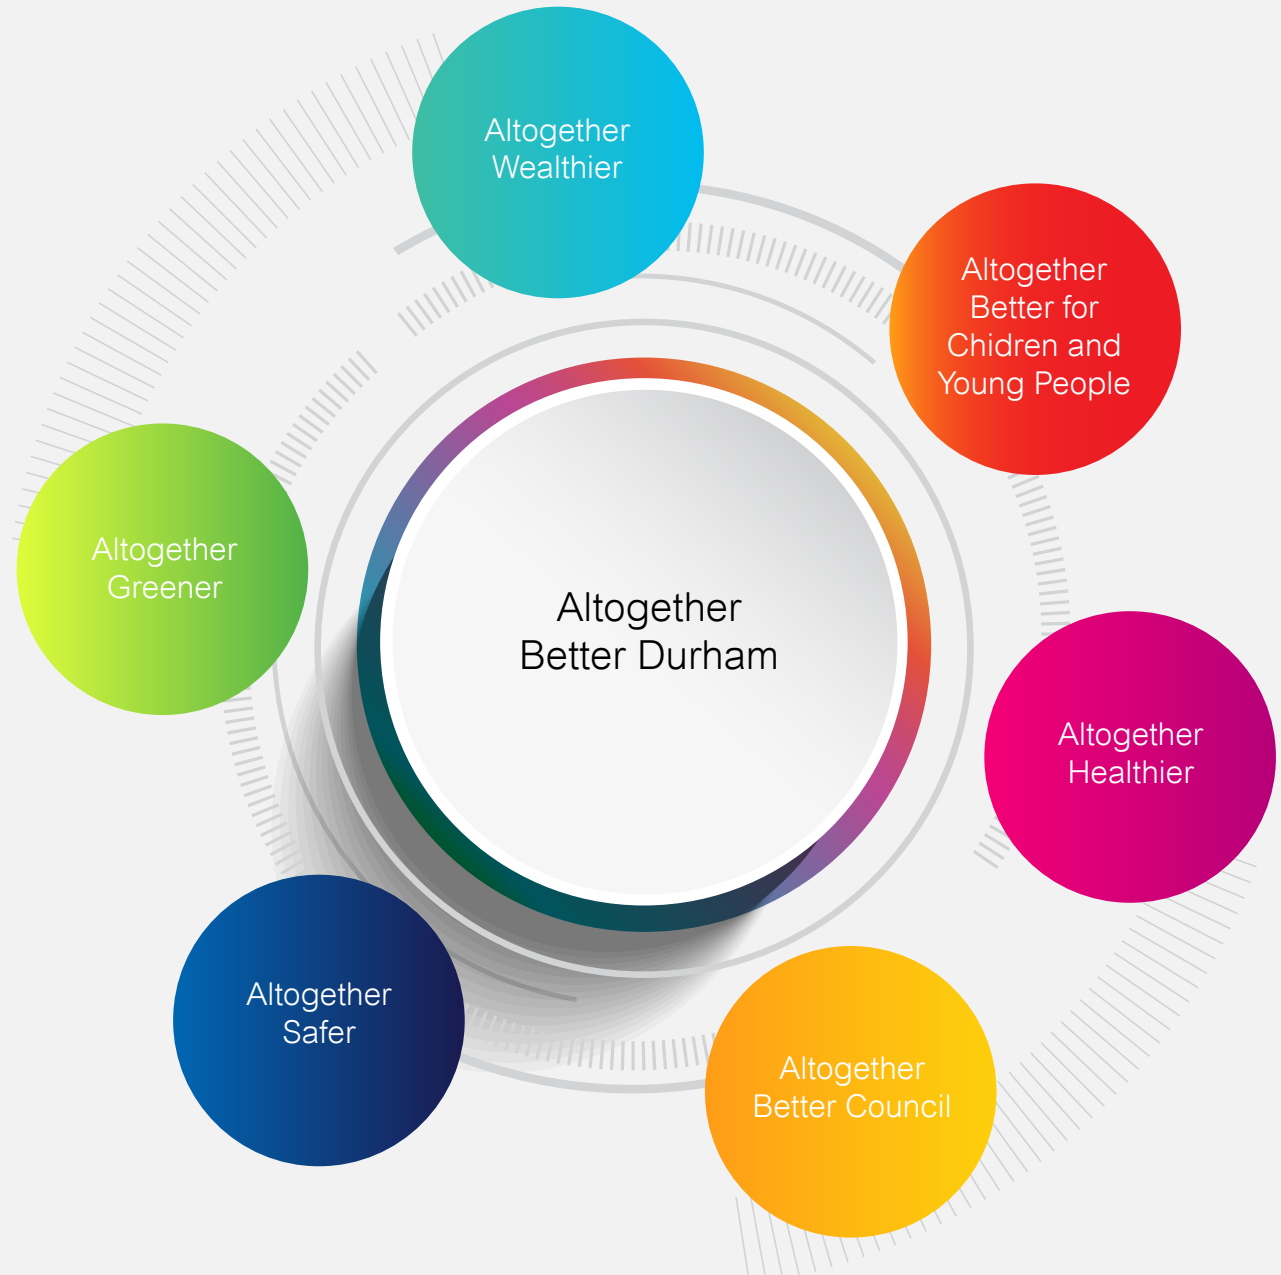 Altogether
Wealthier
Altogether
Better for
Chidren and
Young People
Altogether
Greener
Altogether
Better Durham
Altogether
Healthier
Altogether
Safer
Altogether
Better Council